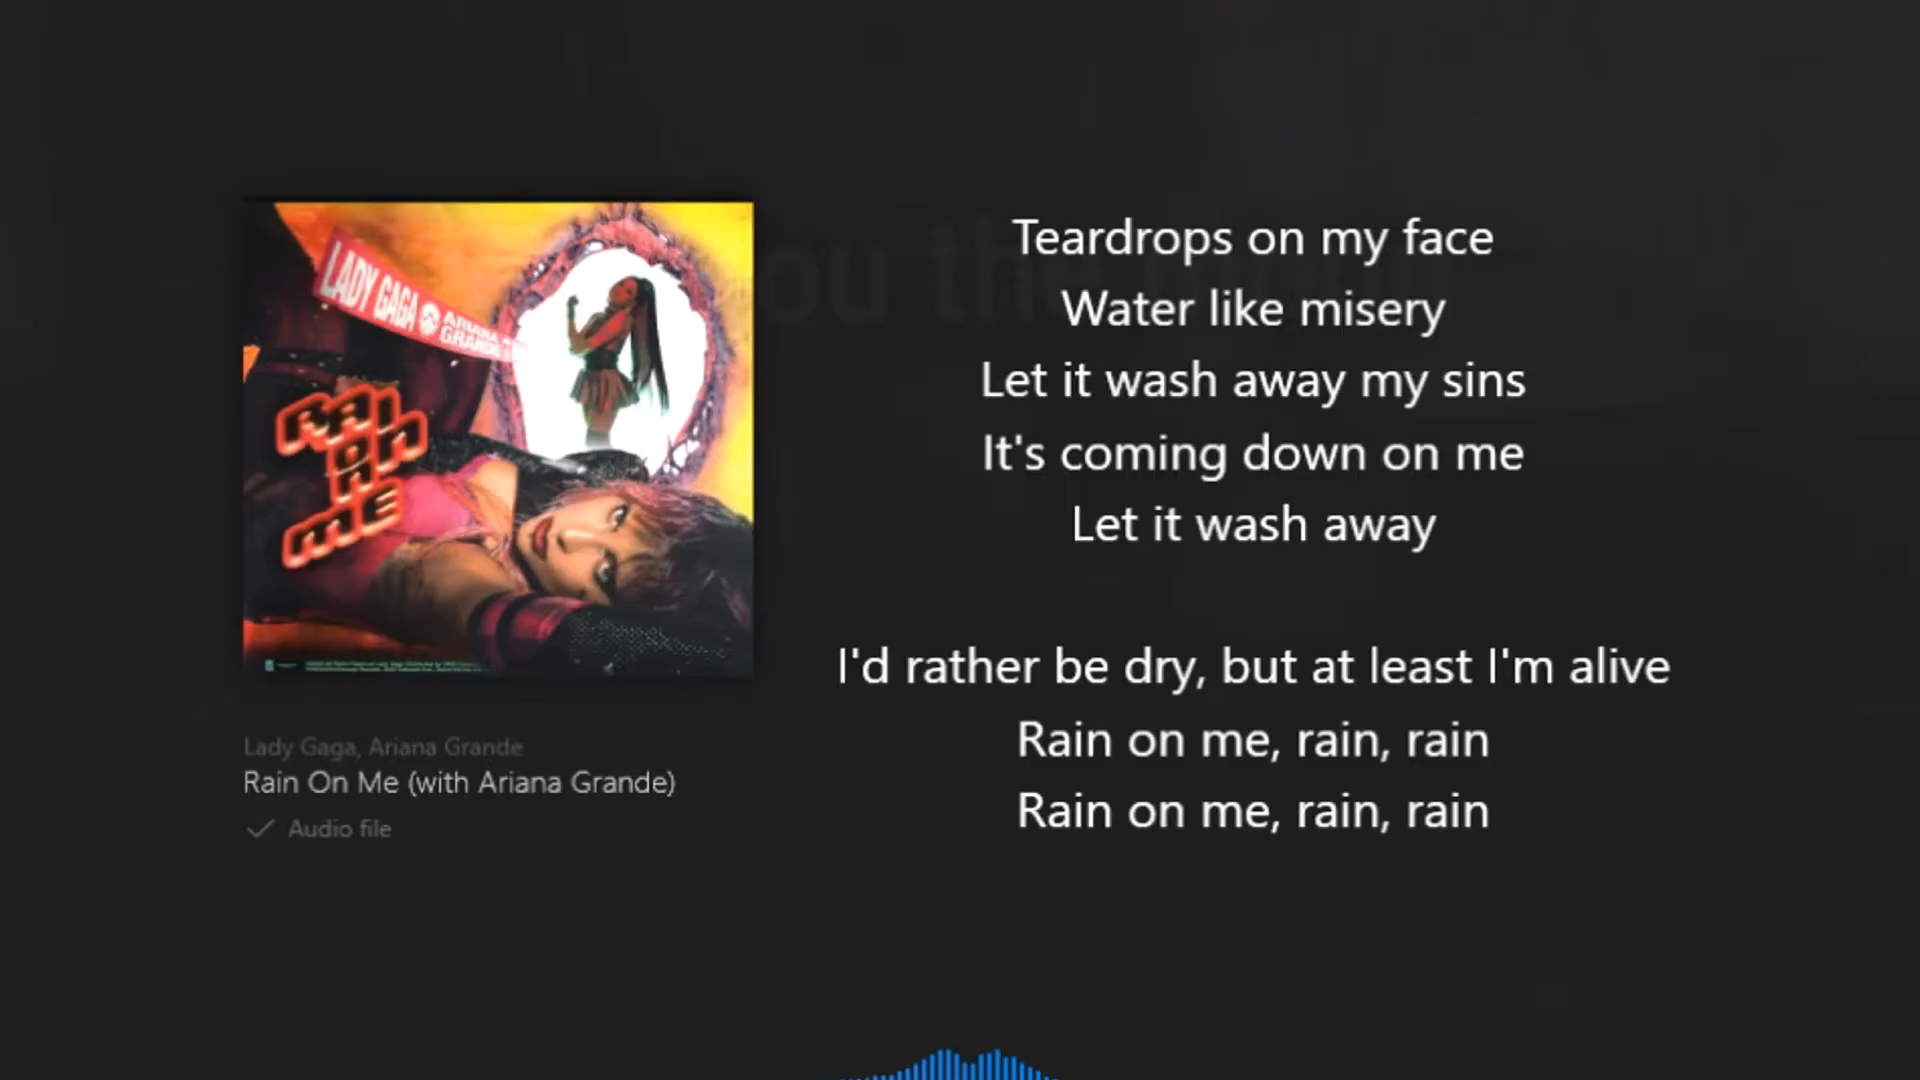 LADY GAGA ARIANA GRANDE
RAIN ON ME
Lady Gaga, Ariana Grande
Rain On Me (with Ariana Grande)
Audio file
Teardrops on my face
Water like misery
Let it wash away my sins
It's coming down on me
Let it wash away
I'd rather be dry, but at least I'm alive
Rain on me, rain, rain
Rain on me, rain, rain